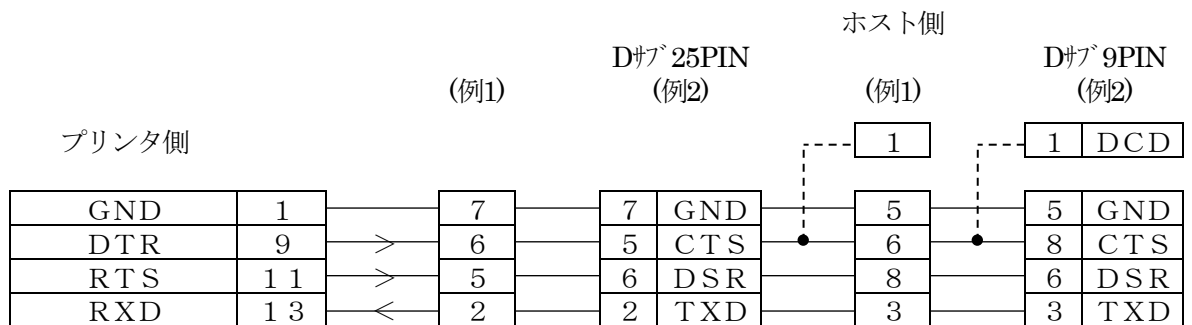 ホスト側
Dｻﾌﾞ25PIN Dｻﾌﾞ9PIN
(例1) (例2) (例1) (例2)
プリンタ側 1 1 DCD
GND 1 7 7 GND 5 5 GND
DTR 9 6 5 CTS 6 8 CTS
RTS 11 5 6 DSR 8 6 DSR
RXD 13 2 2 TXD 3 3 TXD